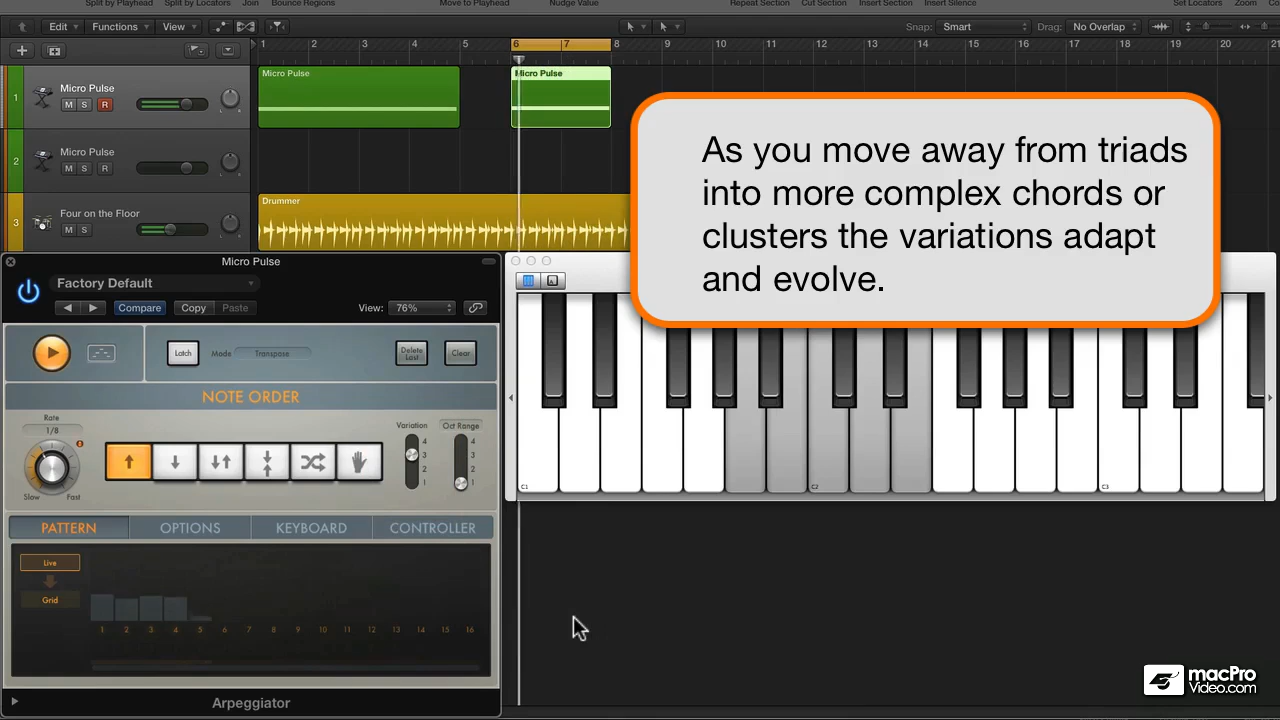 Split by Playhead Split by Locators Join Bounce Regions Move to Playhead Nudge Value Repeat Section Cut Section Insert Section Insert Silence Set Locators Zoom
Edit Functions View Snap: Smart Drag: No Overlap
1 2 3 4 5 6 7 8 9 10 11 12 13 14 15 16 17 18 19 20 21
1 Micro Pulse
M S R
Micro Pulse
Micro Pulse
2 Micro Pulse
M S R
3 Four on the Floor
M S
Drummer
As you move away from triads
into more complex chords or
clusters the variations adapt
and evolve.
Micro Pulse
Factory Default
Compare Copy Paste View: 76%
Latch Mode Transpose Delete Last Clear
NOTE ORDER
Rate
1/8
Slow Fast
Variation
4
3
2
1
Oct Range
4
3
2
1
C1 C2 C3
PATTERN OPTIONS KEYBOARD CONTROLLER
Live
Grid
1 2 3 4 5 6 7 8 9 10 11 12 13 14 15 16
Arpeggiator
macPro
Video.com